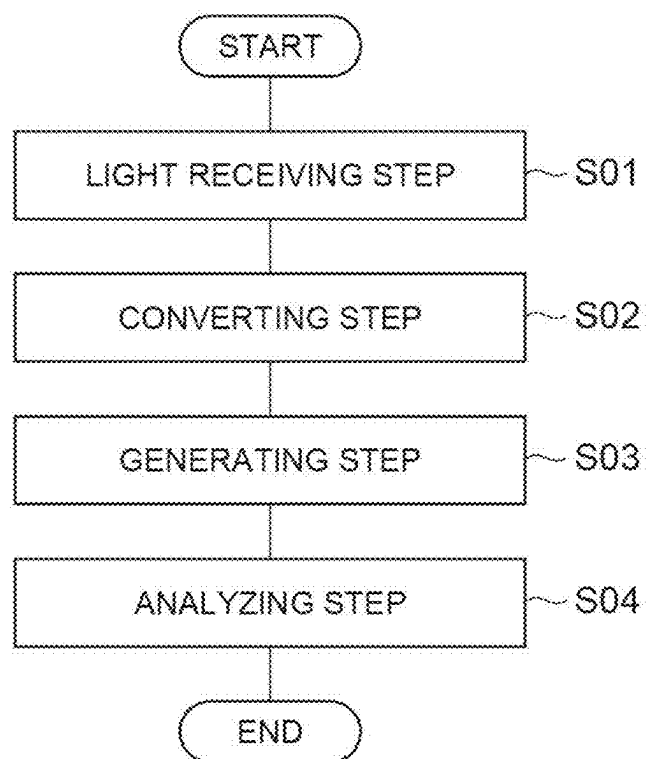 START
LIGHT RECEIVING STEP S01
CONVERTING STEP S02
GENERATING STEP S03
ANALYZING STEP S04
END